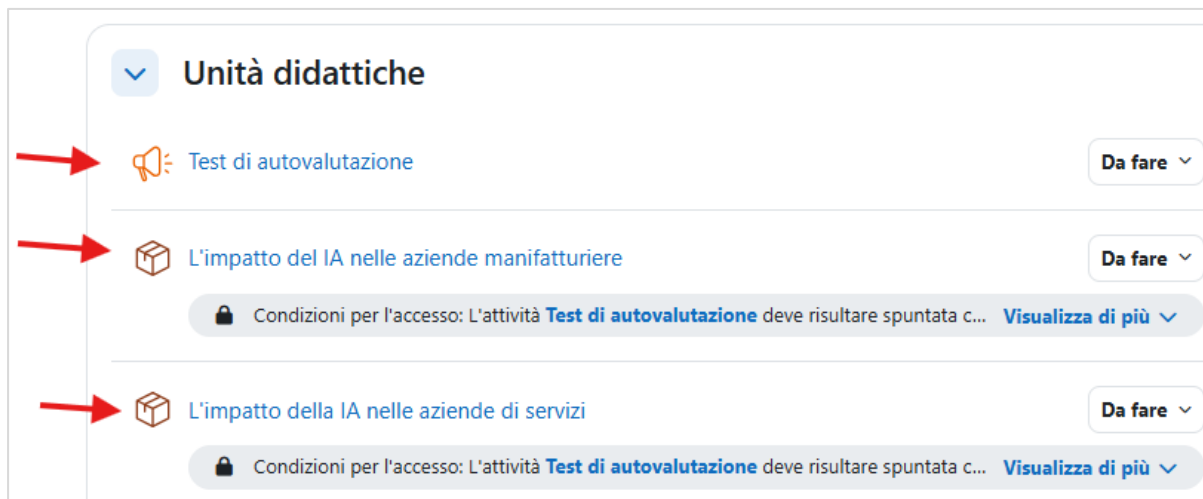 Unità didattiche
Test di autovalutazione
Da fare
L'impatto del IA nelle aziende manifatturiere
Da fare
Condizioni per l'accesso: L'attività Test di autovalutazione deve risultare spuntata c... Visualizza di più
L'impatto della IA nelle aziende di servizi
Da fare
Condizioni per l'accesso: L'attività Test di autovalutazione deve risultare spuntata c... Visualizza di più